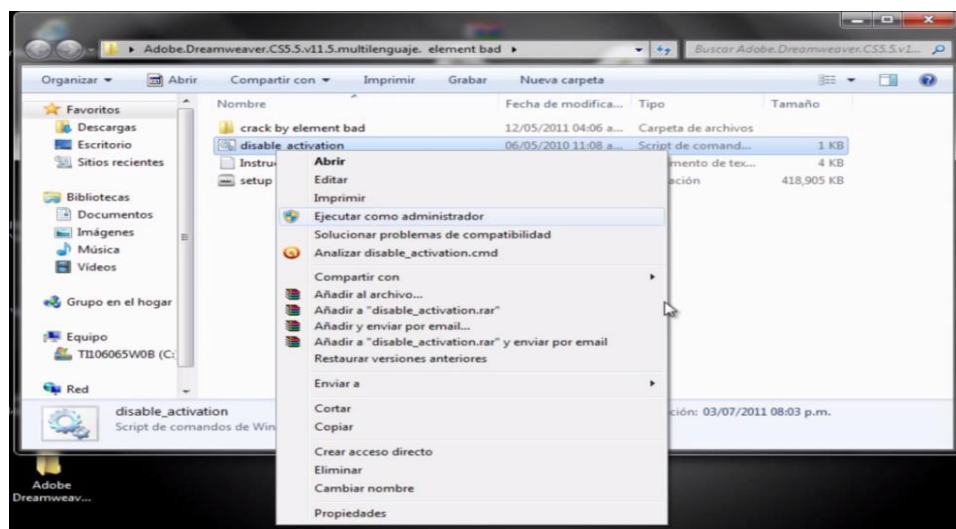 Adobe.Dreamweaver.CS5.5.v11.5.multilenguaje. element bad
Buscar Adobe.Dreamweaver.CS5.5.v1...
Organizar
Abrir
Compartir con
Imprimir
Grabar
Nueva carpeta
Favoritos
Descargas
Escritorio
Sitios recientes
Bibliotecas
Documentos
Imágenes
Música
Vídeos
Grupo en el hogar
Equipo
TI106065W0B (C:
Red
Nombre
Fecha de modifica...
Tipo
Tamaño
crack by element bad
12/05/2011 04:06 a...
Carpeta de archivos
disable_activation
06/05/2010 11:08 a...
Script de comand...
1 KB
Instru
mento de tex...
4 KB
setup
ación
418,905 KB
Abrir
Editar
Imprimir
Ejecutar como administrador
Solucionar problemas de compatibilidad
Analizar disable_activation.cmd
Compartir con
Añadir al archivo...
Añadir a "disable_activation.rar"
Añadir y enviar por email...
Añadir a "disable_activation.rar" y enviar por email
Restaurar versiones anteriores
Enviar a
Cortar
Copiar
Crear acceso directo
Eliminar
Cambiar nombre
Propiedades
disable_activation
Script de comandos de Win
ción: 03/07/2011 08:03 p.m.
Adobe
Dreamweav...